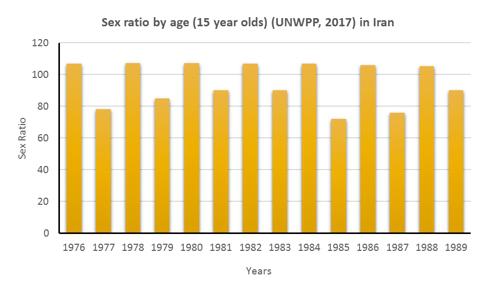 Sex ratio by age (15 year olds) (UNWPP, 2017) in Iran
120
100
80
60
40
20
0
Sex Ratio
1976 1977 1978 1979 1980 1981 1982 1983 1984 1985 1986 1987 1988 1989
Years